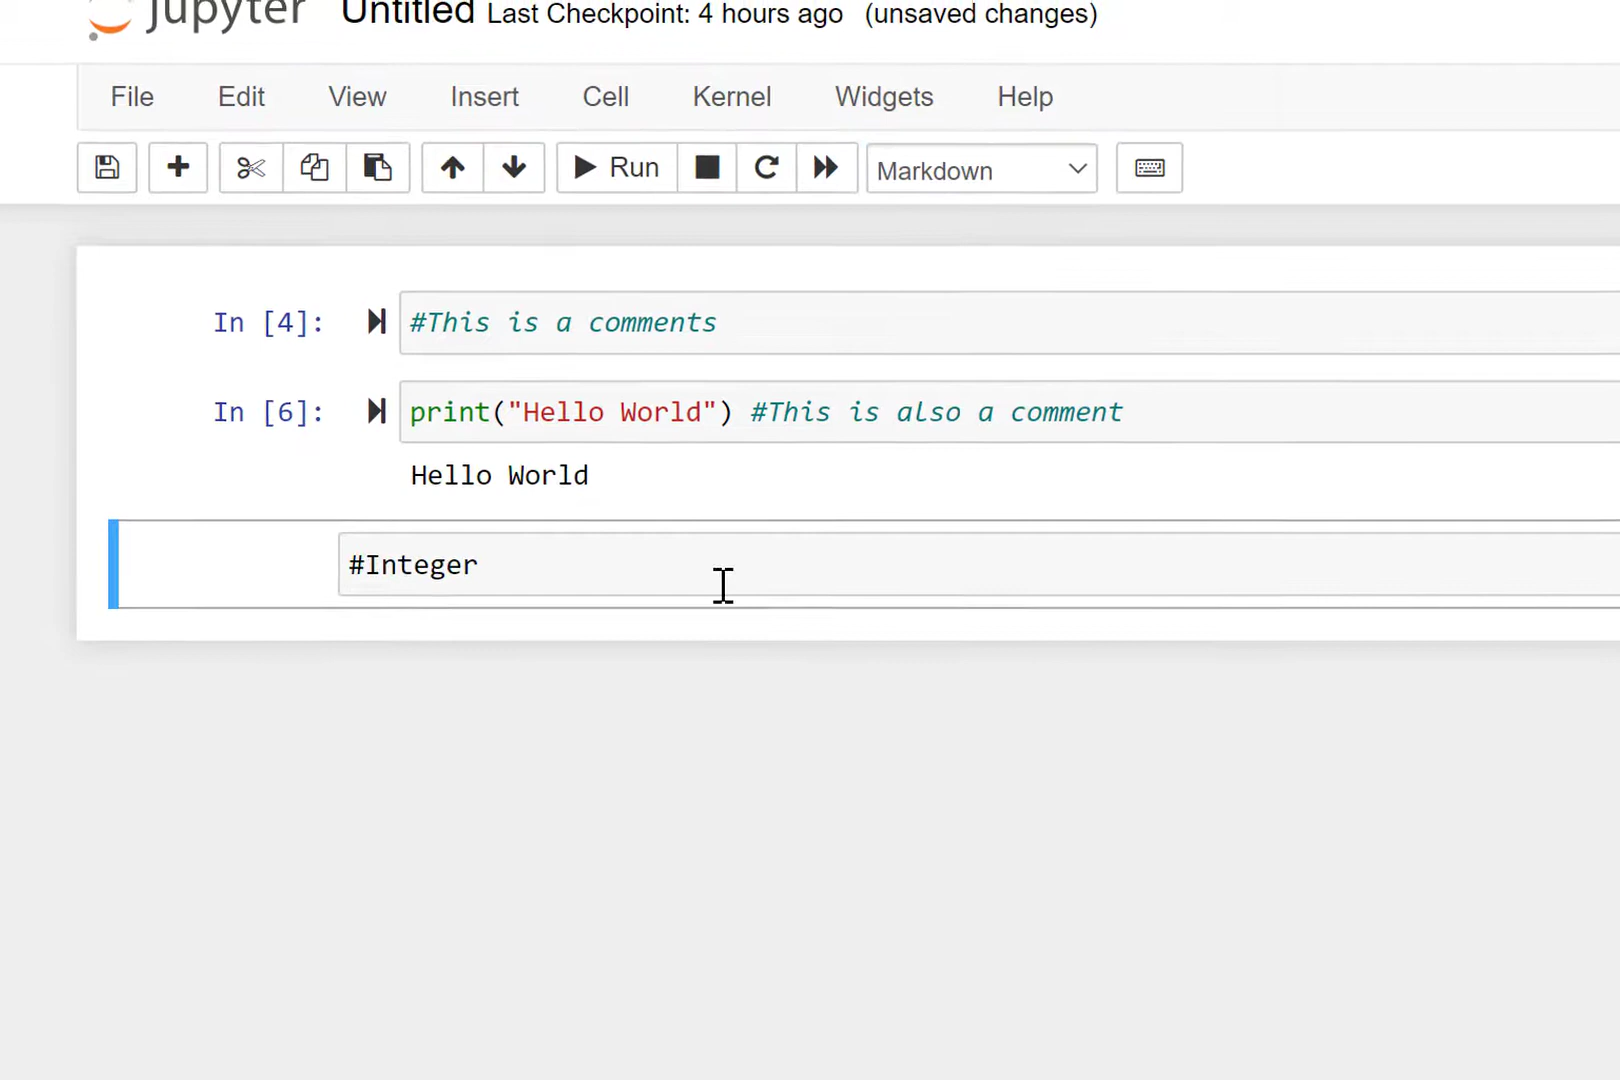 jupyter Untitled Last Checkpoint: 4 hours ago (unsaved changes)
File Edit View Insert Cell Kernel Widgets Help
Run Markdown
In [4]: #This is a comments
In [6]: print("Hello World") #This is also a comment
Hello World
#Integer